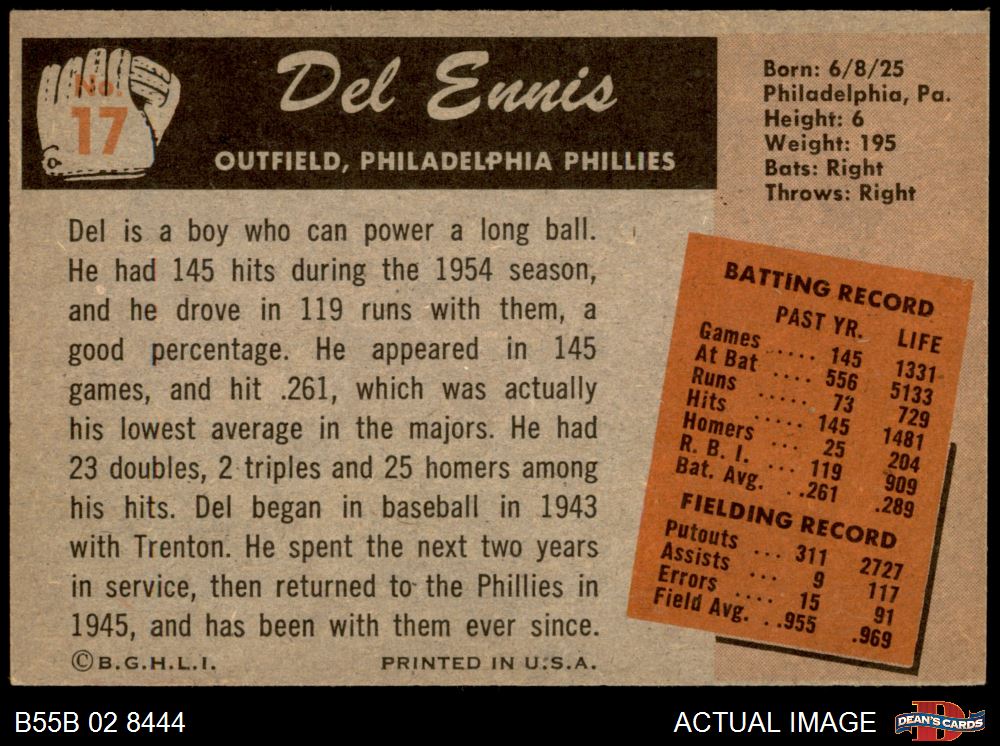 No.
17
Del Ennis
OUTFIELD, PHILADELPHIA PHILLIES
Born: 6/8/25
Philadelphia, Pa.
Height: 6
Weight: 195
Bats: Right
Throws: Right
Del is a boy who can power a long ball.
He had 145 hits during the 1954 season,
and he drove in 119 runs with them, a
good percentage. He appeared in 145
games, and hit .261, which was actually
his lowest average in the majors. He had
23 doubles, 2 triples and 25 homers among
his hits. Del began in baseball in 1943
with Trenton. He spent the next two years
in service, then returned to the Phillies in
1945, and has been with them ever since.
©B.G.H.L.I. PRINTED IN U.S.A.
BATTING RECORD
PAST YR. LIFE
Games ..... 145 1331
At Bat .... 556 5133
Runs ..... 73 729
Hits ..... 145 1481
Homers ... 25 204
R. B. I. ... 119 909
Bat. Avg. ..261 .289
FIELDING RECORD
Putouts ... 311 2727
Assists ... 9 117
Errors .... 15 91
Field Avg. ..955 .969
B55B 02 8444 ACTUAL IMAGE D DEAN'S CARDS